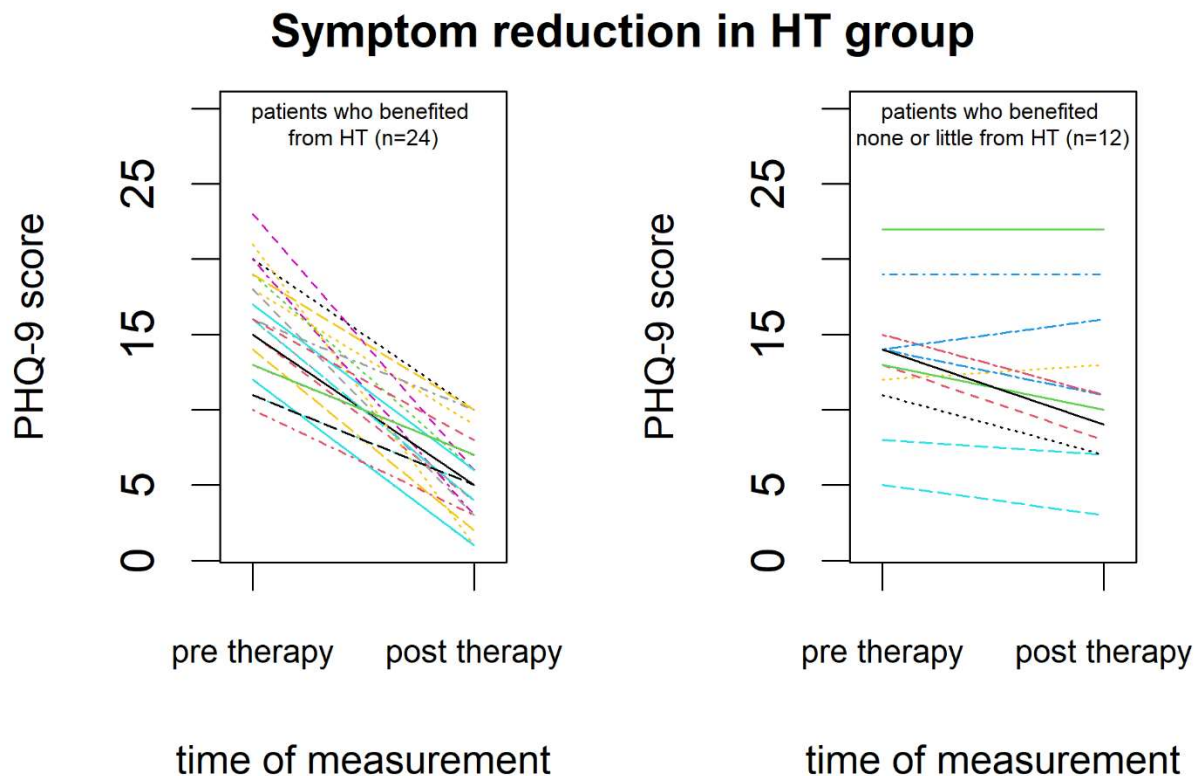 Symptom reduction in HT group
patients who benefited
from HT (n=24)
PHQ-9 score
25
15
5
0
pre therapy
post therapy
time of measurement
patients who benefited
none or little from HT (n=12)
PHQ-9 score
25
15
5
0
pre therapy
post therapy
time of measurement